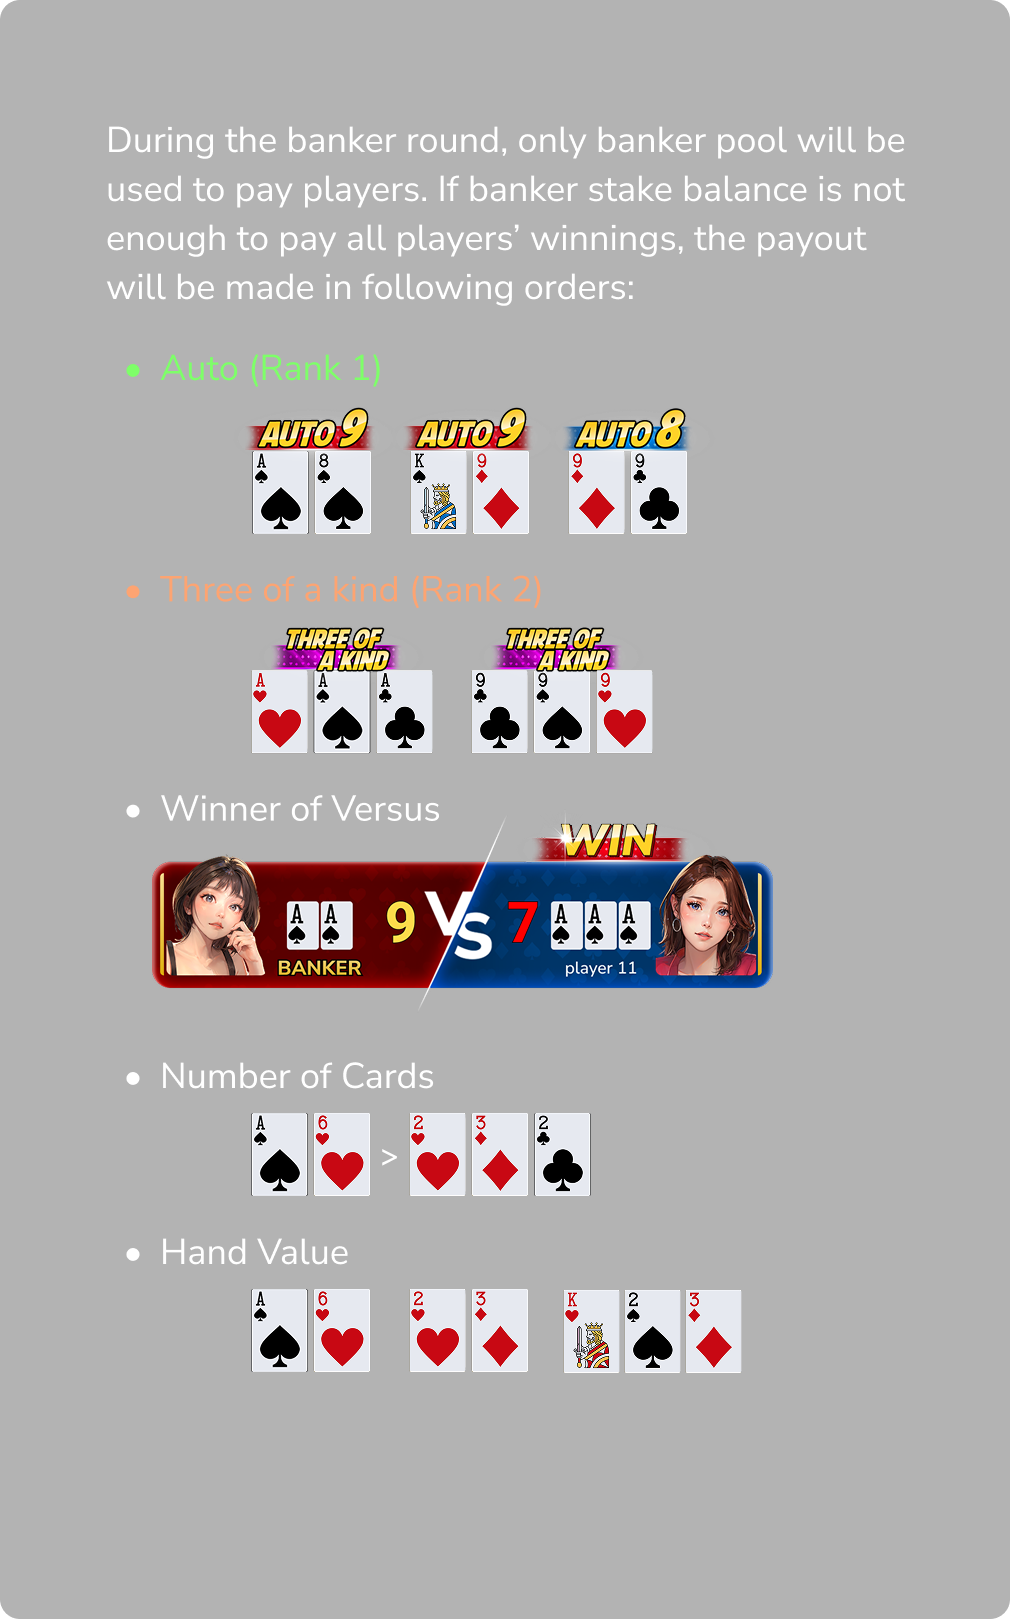 During the banker round, only banker pool will be
used to pay players. If banker stake balance is not
enough to pay all players’ winnings, the payout
will be made in following orders:
• Auto (Rank 1)
AUTO 9 AUTO 9 AUTO 8
A 8 K 9 9 9
• Three of a kind (Rank 2)
THREE OF THREE OF
A KIND A KIND
A A A 9 9 9
• Winner of Versus
WIN
A A 9 VS 7 A A A
BANKER player 11
• Number of Cards
A 6 > 2 3 2
• Hand Value
A 6 2 3 K 2 3